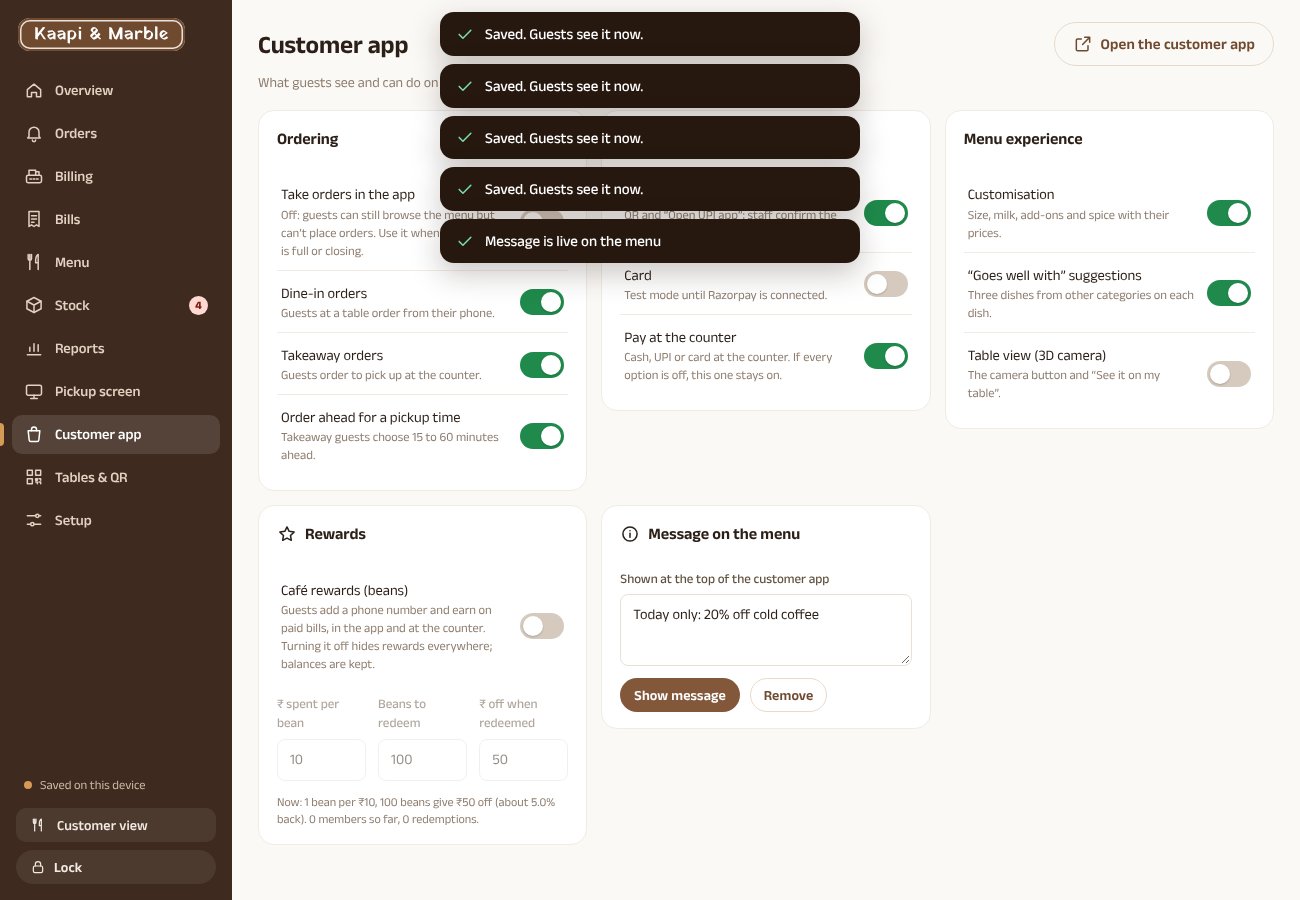 Kaapi & Marble
Overview
Orders
Billing
Bills
Menu
Stock
4
Reports
Pickup screen
Customer app
Tables & QR
Setup
Saved on this device
Customer view
Lock
Customer app
What guests see and can do on
Open the customer app
Saved. Guests see it now.
Saved. Guests see it now.
Saved. Guests see it now.
Saved. Guests see it now.
Message is live on the menu
Ordering
Take orders in the app
Off: guests can still browse the menu but
can’t place orders. Use it when
is full or closing.
Dine-in orders
Guests at a table order from their phone.
Takeaway orders
Guests order to pick up at the counter.
Order ahead for a pickup time
Takeaway guests choose 15 to 60 minutes
ahead.
QR and “Open UPI app”; staff confirm the
Card
Test mode until Razorpay is connected.
Pay at the counter
Cash, UPI or card at the counter. If every
option is off, this one stays on.
Menu experience
Customisation
Size, milk, add-ons and spice with their
prices.
“Goes well with” suggestions
Three dishes from other categories on each
dish.
Table view (3D camera)
The camera button and “See it on my
table”.
Rewards
Café rewards (beans)
Guests add a phone number and earn on
paid bills, in the app and at the counter.
Turning it off hides rewards everywhere;
balances are kept.
₹ spent per
bean
10
Beans to
redeem
100
₹ off when
redeemed
50
Now: 1 bean per ₹10, 100 beans give ₹50 off (about 5.0%
back). 0 members so far, 0 redemptions.
Message on the menu
Shown at the top of the customer app
Today only: 20% off cold coffee
Show message
Remove